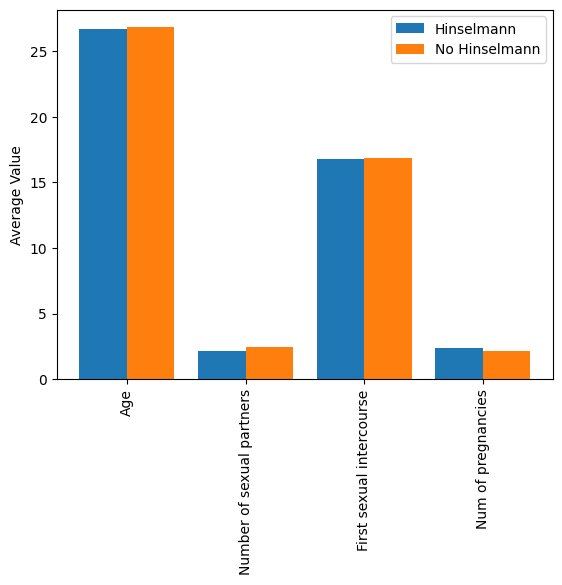 Hinselmann
No Hinselmann
Average Value
25
20
15
10
5
0
Age
Number of sexual partners
First sexual intercourse
Num of pregnancies